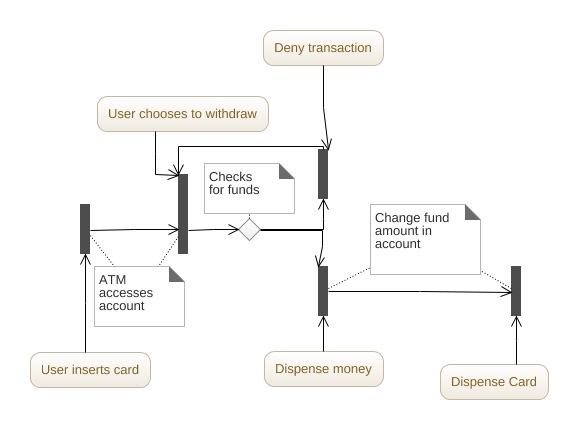 Deny transaction
User chooses to withdraw
Checks
for funds
Change fund
amount in
account
ATM
accesses
account
User inserts card
Dispense money
Dispense Card